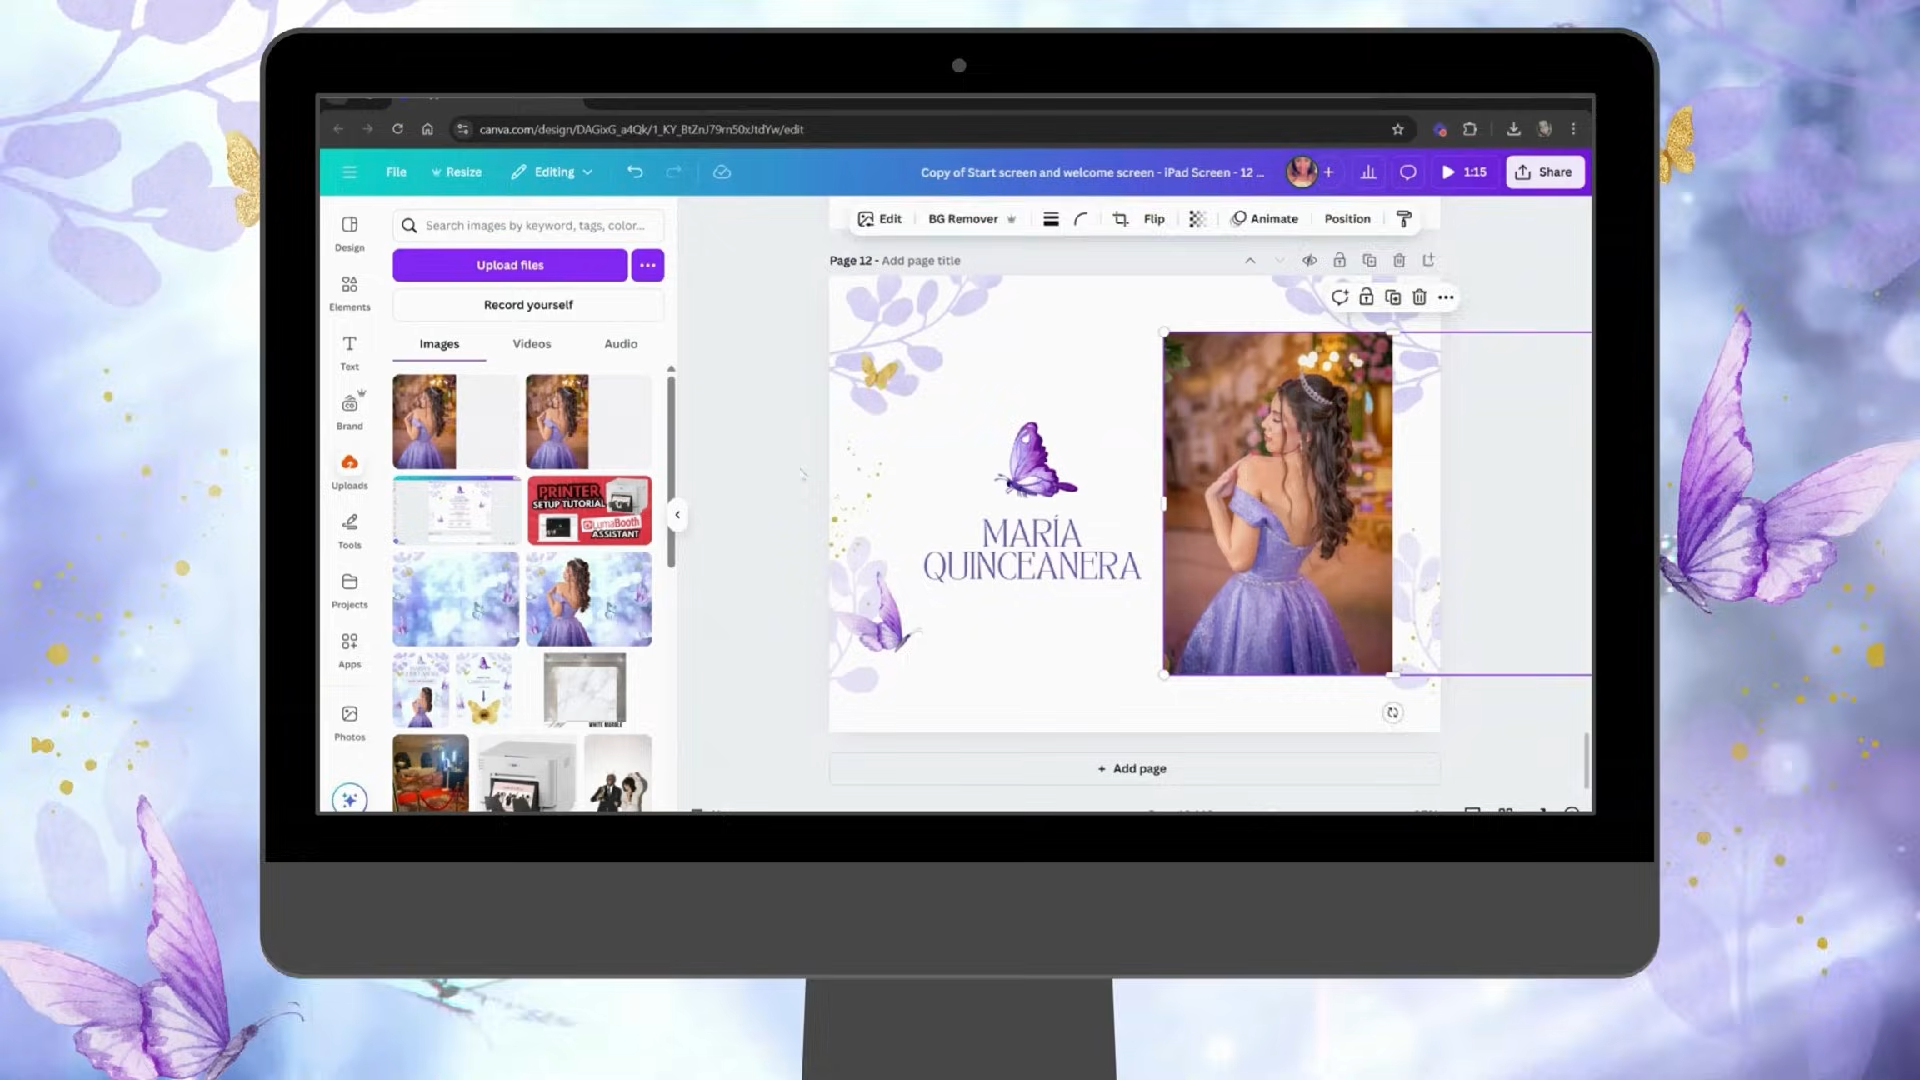 canva.com/design/DAGixG_a4Qk/1_KY_BtZnJ79rn50xJtdYw/edit
File
Resize
Editing
Copy of Start screen and welcome screen - iPad Screen - 12 ...
1:15
Share
Design
Elements
Text
Brand
Uploads
Tools
Projects
Apps
Photos
Search images by keyword, tags, color...
Upload files
Record yourself
Images
Videos
Audio
PRINTER
SETUP TUTORIAL
LumaBooth
ASSISTANT
WHITE MARBLE
Edit
BG Remover
Flip
Animate
Position
Page 12 - Add page title
MARÍA
QUINCEANERA
+ Add page